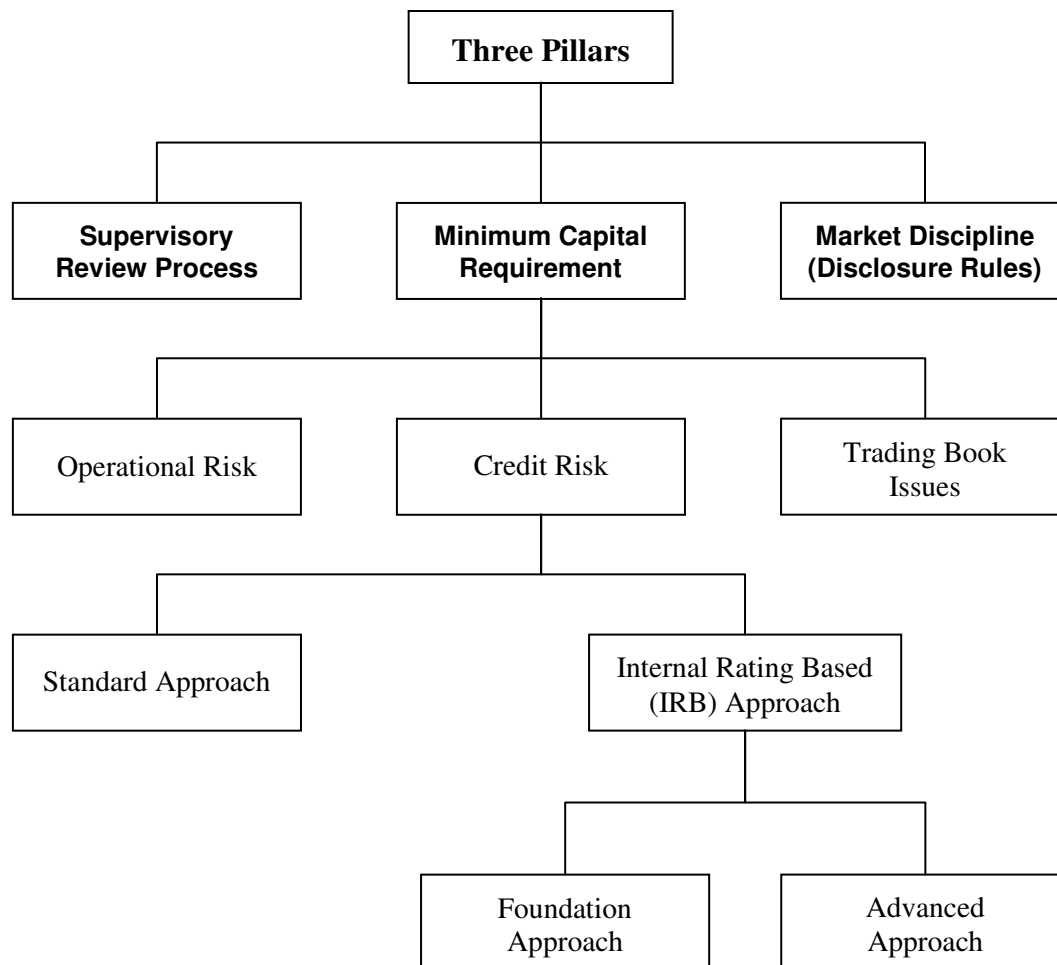 Three Pillars
Supervisory
Review Process
Minimum Capital
Requirement
Market Discipline
(Disclosure Rules)
Operational Risk
Credit Risk
Trading Book
Issues
Standard Approach
Internal Rating Based
(IRB) Approach
Foundation
Approach
Advanced
Approach